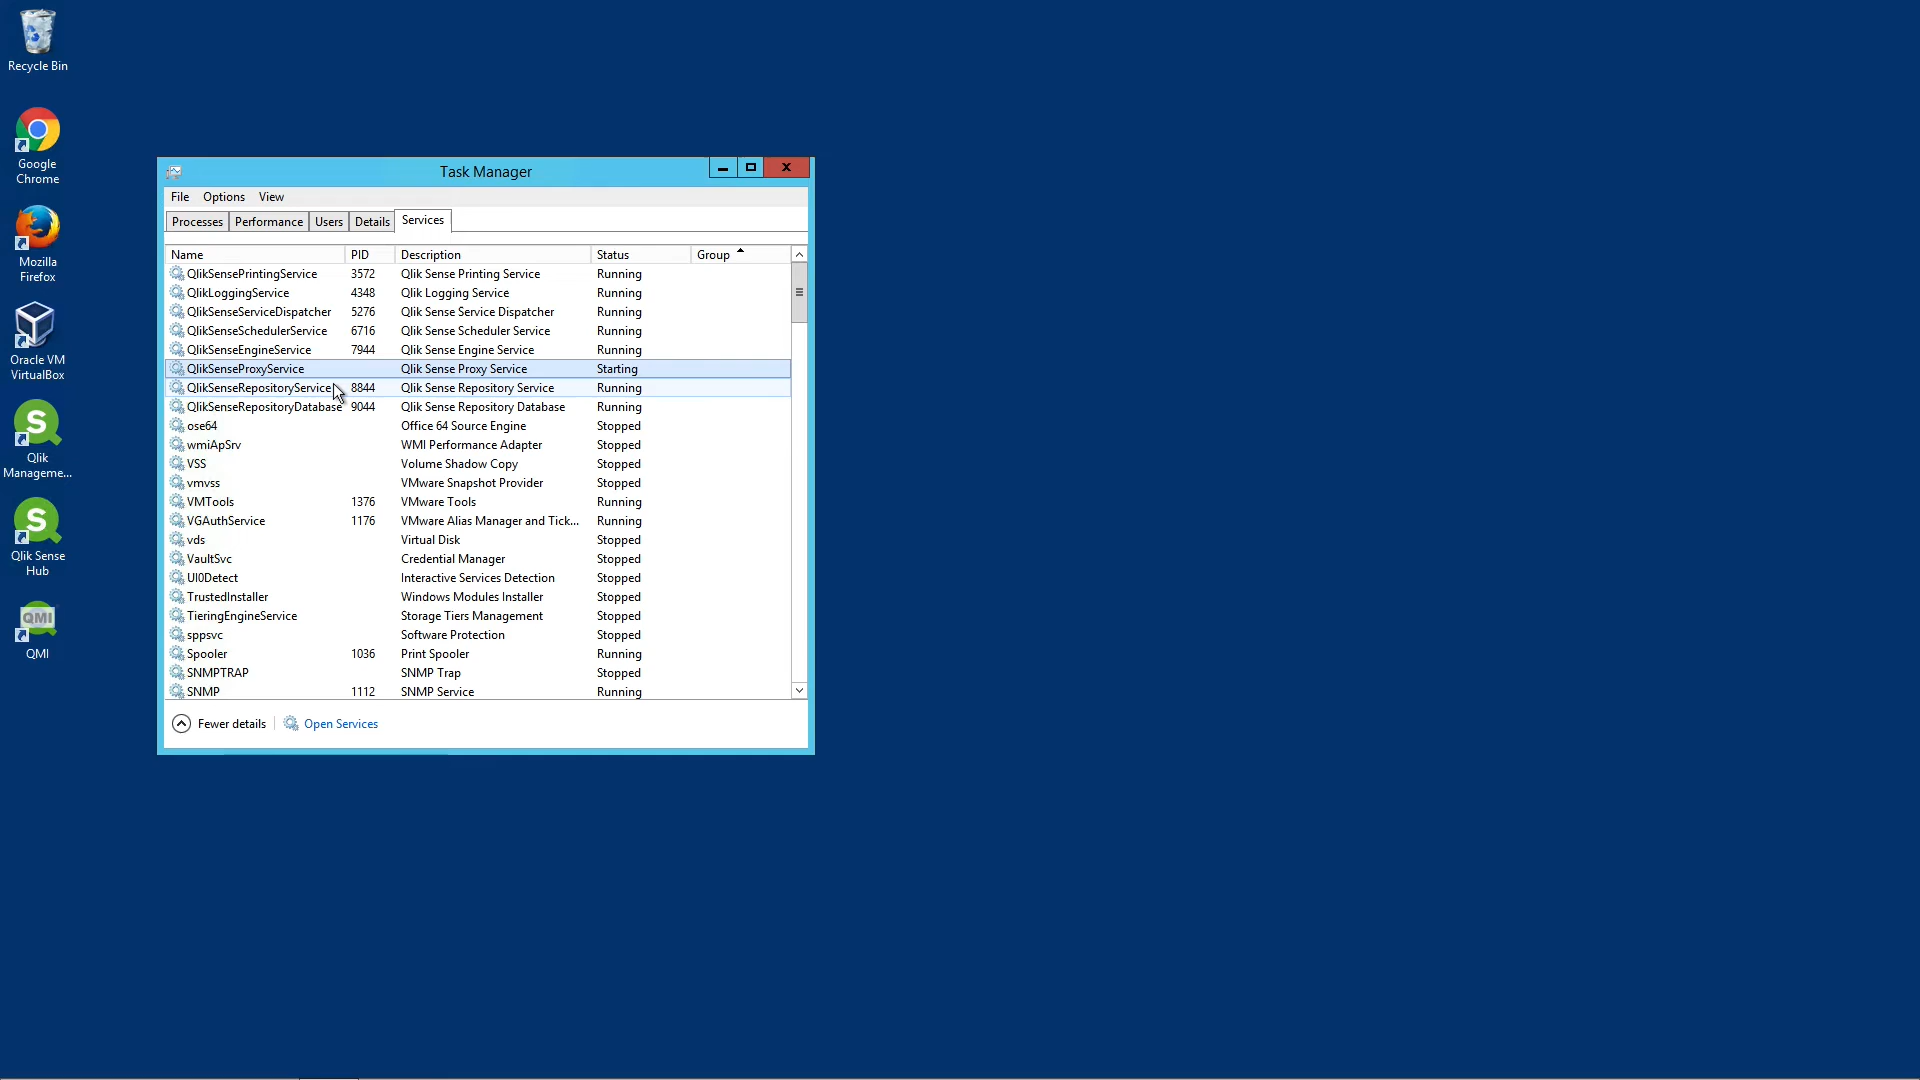 Recycle Bin
Google
Chrome
Mozilla
Firefox
Oracle VM
VirtualBox
Qlik
Manageme...
Qlik Sense
Hub
QMI
QMI
Task Manager
File Options View
Processes Performance Users Details Services
Name PID Description Status Group
QlikSensePrintingService 3572 Qlik Sense Printing Service Running
QlikLoggingService 4348 Qlik Logging Service Running
QlikSenseServiceDispatcher 5276 Qlik Sense Service Dispatcher Running
QlikSenseSchedulerService 6716 Qlik Sense Scheduler Service Running
QlikSenseEngineService 7944 Qlik Sense Engine Service Running
QlikSenseProxyService Qlik Sense Proxy Service Starting
QlikSenseRepositoryService 8844 Qlik Sense Repository Service Running
QlikSenseRepositoryDatabase 9044 Qlik Sense Repository Database Running
ose64 Office 64 Source Engine Stopped
wmiApSrv WMI Performance Adapter Stopped
VSS Volume Shadow Copy Stopped
vmvss VMware Snapshot Provider Stopped
VMTools 1376 VMware Tools Running
VGAuthService 1176 VMware Alias Manager and Tick... Running
vds Virtual Disk Stopped
VaultSvc Credential Manager Stopped
UI0Detect Interactive Services Detection Stopped
TrustedInstaller Windows Modules Installer Stopped
TieringEngineService Storage Tiers Management Stopped
sppsvc Software Protection Stopped
Spooler 1036 Print Spooler Running
SNMPTRAP SNMP Trap Stopped
SNMP 1112 SNMP Service Running
Fewer details Open Services